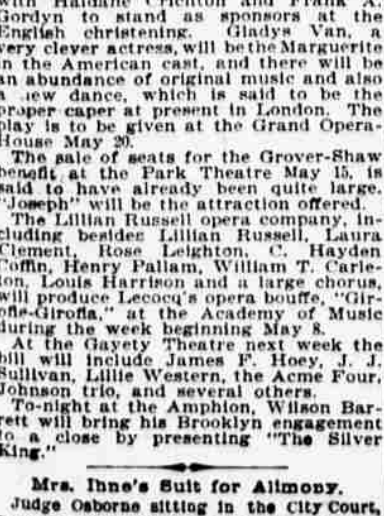 with Haldane Crichton and Frank A.
Gordyn to stand as sponsors at the
English christening. Gladys Van, a
very clever actress, will be the Marguerite
in the American cast, and there will be
an abundance of original music and also
a new dance, which is said to be the
proper caper at present in London. The
play is to be given at the Grand Opera-
House May 20.
The sale of seats for the Grover-Shaw
benefit at the Park Theatre May 15, is
said to have already been quite large.
"Joseph" will be the attraction offered.
The Lillian Russell opera company, in-
cluding besides Lillian Russell, Laura
Clement, Rose Leighton, C. Hayden
Coffin, Henry Pallam, William T. Carle-
ton, Louis Harrison and a large chorus,
will produce Lecocq's opera bouffe, "Gir-
ofle-Girofla," at the Academy of Music
during the week beginning May 8.
At the Gayety Theatre next week the
bill will include James F. Hoey, J. J.
Sullivan, Lillie Western, the Acme Four,
Johnson trio, and several others.
To-night at the Amphion, Wilson Bar-
rett will bring his Brooklyn engagement
to a close by presenting "The Silver
King."
Mrs. Ihne's Suit for Alimony.
Judge Osborne sitting in the City Court,